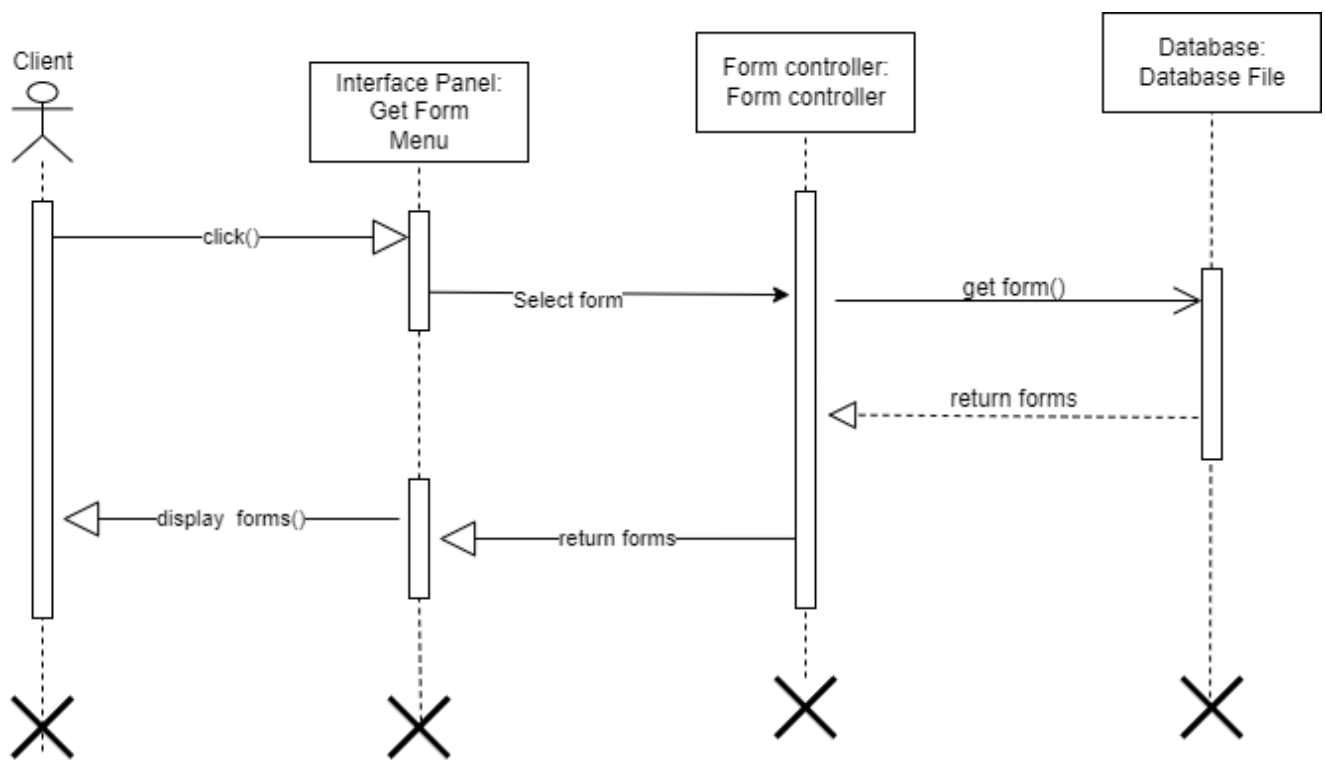 Client
Interface Panel:
Get Form
Menu
Form controller:
Form controller
Database:
Database File
click()
Select form
get form()
return forms
display forms()
return forms